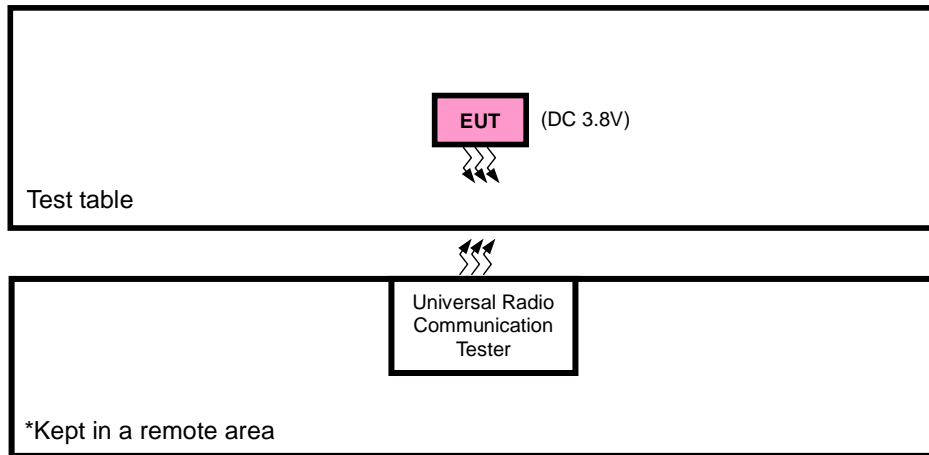 EUT
(DC 3.8V)
Test table
Universal Radio
Communication
Tester
*Kept in a remote area